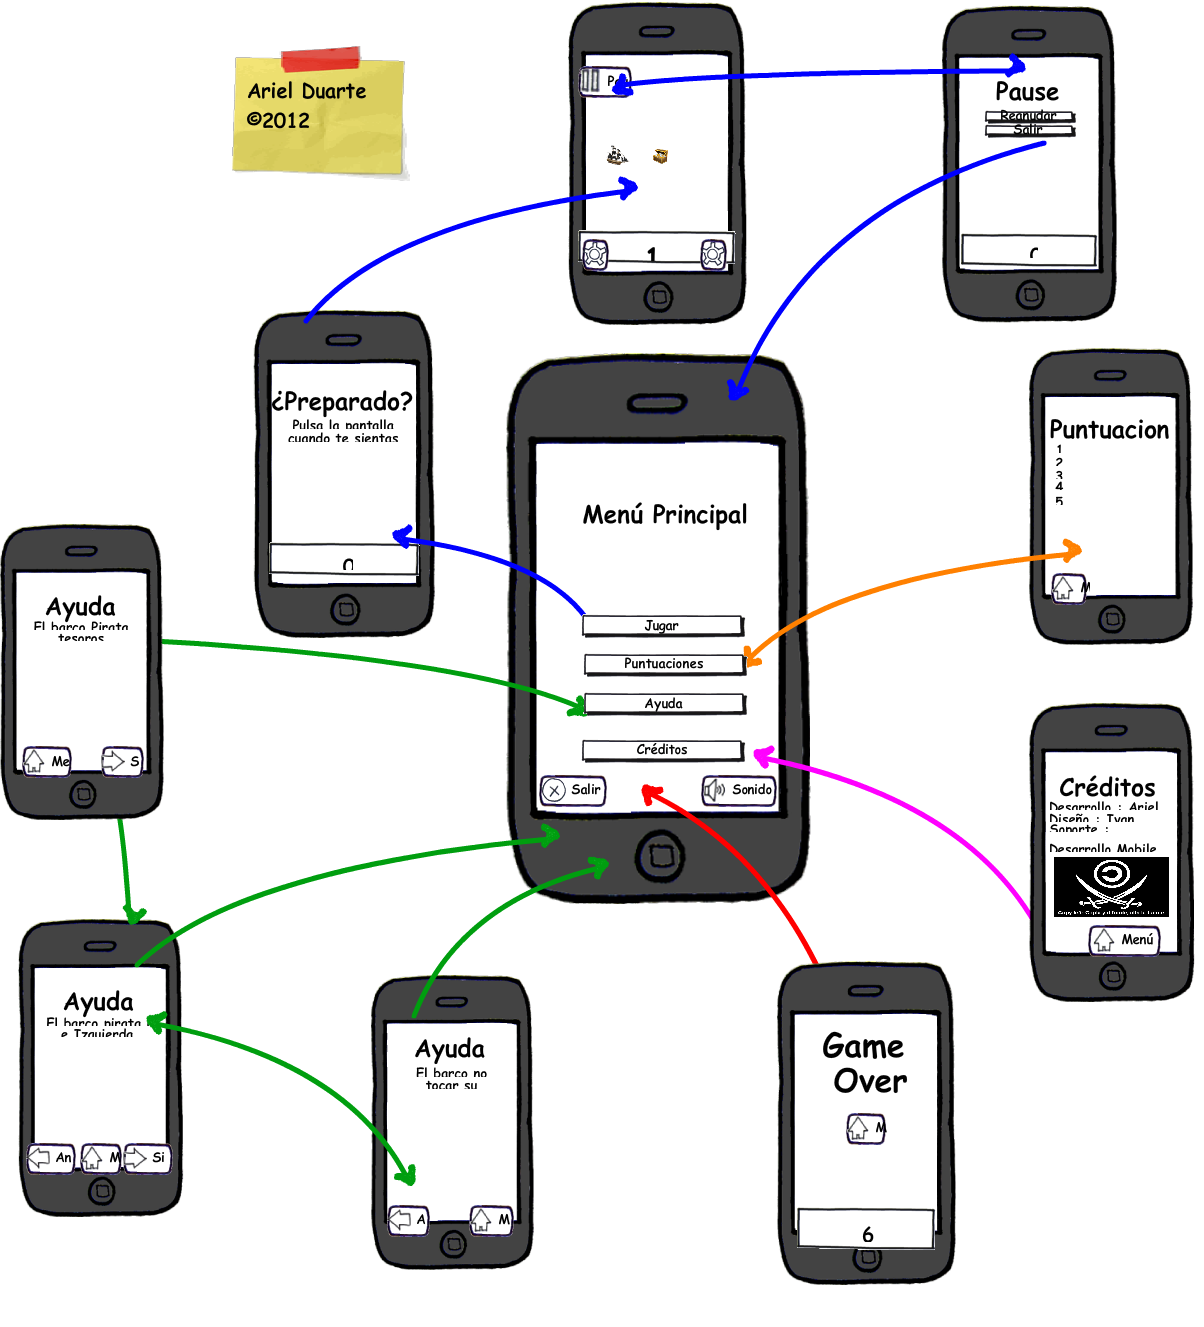 Ariel Duarte
©2012
1
Pause
Reanudar
Salir
¿Preparado?
Pulsa la pantalla
cuando te sientas
Menú Principal
Jugar
Puntuaciones
Ayuda
Créditos
Salir
Sonido
Puntuacion
1
2
3
4
5
M
Ayuda
El barco Pirata
tesoros
Me
S
Créditos
Desarrollo : Ariel
Diseño : Ivan
Soporte :
Desarrollo Mobile
Menú
Ayuda
El barco pirata
e Izquierda
An
M
Si
Ayuda
El barco no
tocar su
A
M
Game
Over
M
6